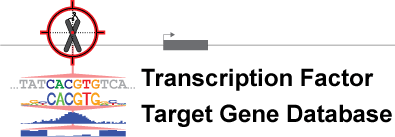 ...TATCACGTGTCA...
CACGTG
Transcription Factor
Target Gene Database